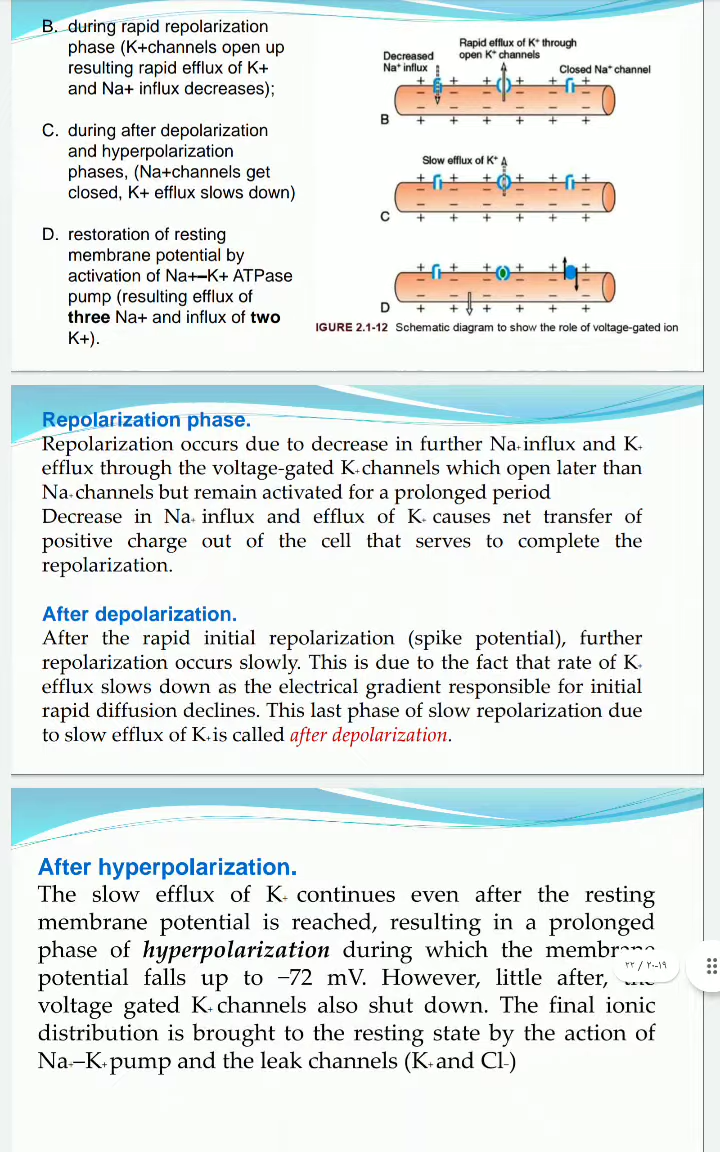 B. during rapid repolarization
phase (K+channels open up
resulting rapid efflux of K+
and Na+ influx decreases);
C. during after depolarization
and hyperpolarization
phases, (Na+channels get
closed, K+ efflux slows down)
D. restoration of resting
membrane potential by
activation of Na+–K+ ATPase
pump (resulting efflux of
three Na+ and influx of two
K+).
Rapid efflux of K+ through
open K+ channels
Decreased
Na+ influx
Closed Na+ channel
B
Slow efflux of K+
C
D
IGURE 2.1-12 Schematic diagram to show the role of voltage-gated ion
Repolarization phase.
Repolarization occurs due to decrease in further Na+ influx and K+
efflux through the voltage-gated K+ channels which open later than
Na+ channels but remain activated for a prolonged period
Decrease in Na+ influx and efflux of K+ causes net transfer of
positive charge out of the cell that serves to complete the
repolarization.
After depolarization.
After the rapid initial repolarization (spike potential), further
repolarization occurs slowly. This is due to the fact that rate of K+
efflux slows down as the electrical gradient responsible for initial
rapid diffusion declines. This last phase of slow repolarization due
to slow efflux of K+ is called after depolarization.
After hyperpolarization.
The slow efflux of K+ continues even after the resting
membrane potential is reached, resulting in a prolonged
phase of hyperpolarization during which the
potential falls up to –72 mV. However, little after,
voltage gated K+ channels also shut down. The final ionic
distribution is brought to the resting state by the action of
Na+–K+ pump and the leak channels (K+ and Cl-)
٢٢ / ٢٠-١٩